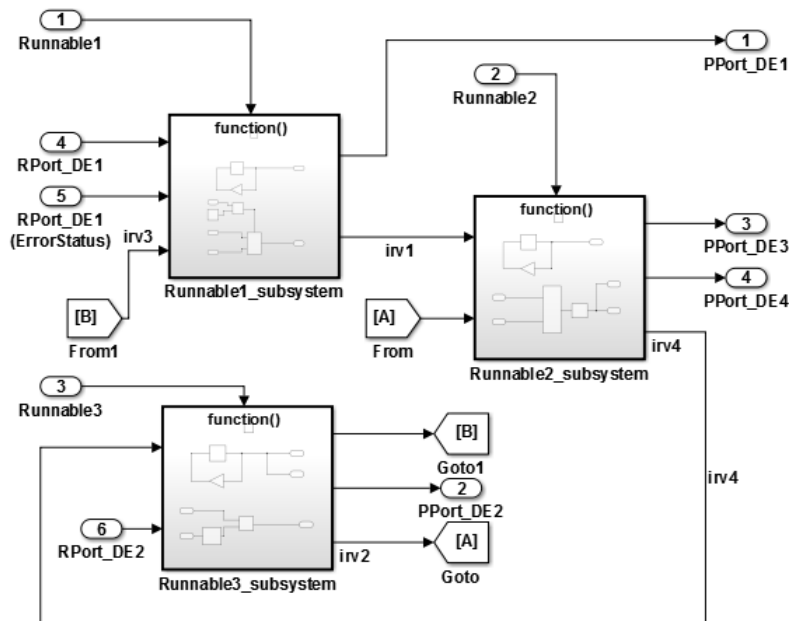 1
Runnable1
1
PPort_DE1
2
Runnable2
function()
4
RPort_DE1
5
RPort_DE1
(ErrorStatus)
irv3
irv1
Runnable1_subsystem
[B]
From1
function()
3
PPort_DE3
4
PPort_DE4
[A]
From
irv4
Runnable2_subsystem
3
Runnable3
function()
[B]
Goto1
2
PPort_DE2
irv4
6
RPort_DE2
irv2
[A]
Goto
Runnable3_subsystem